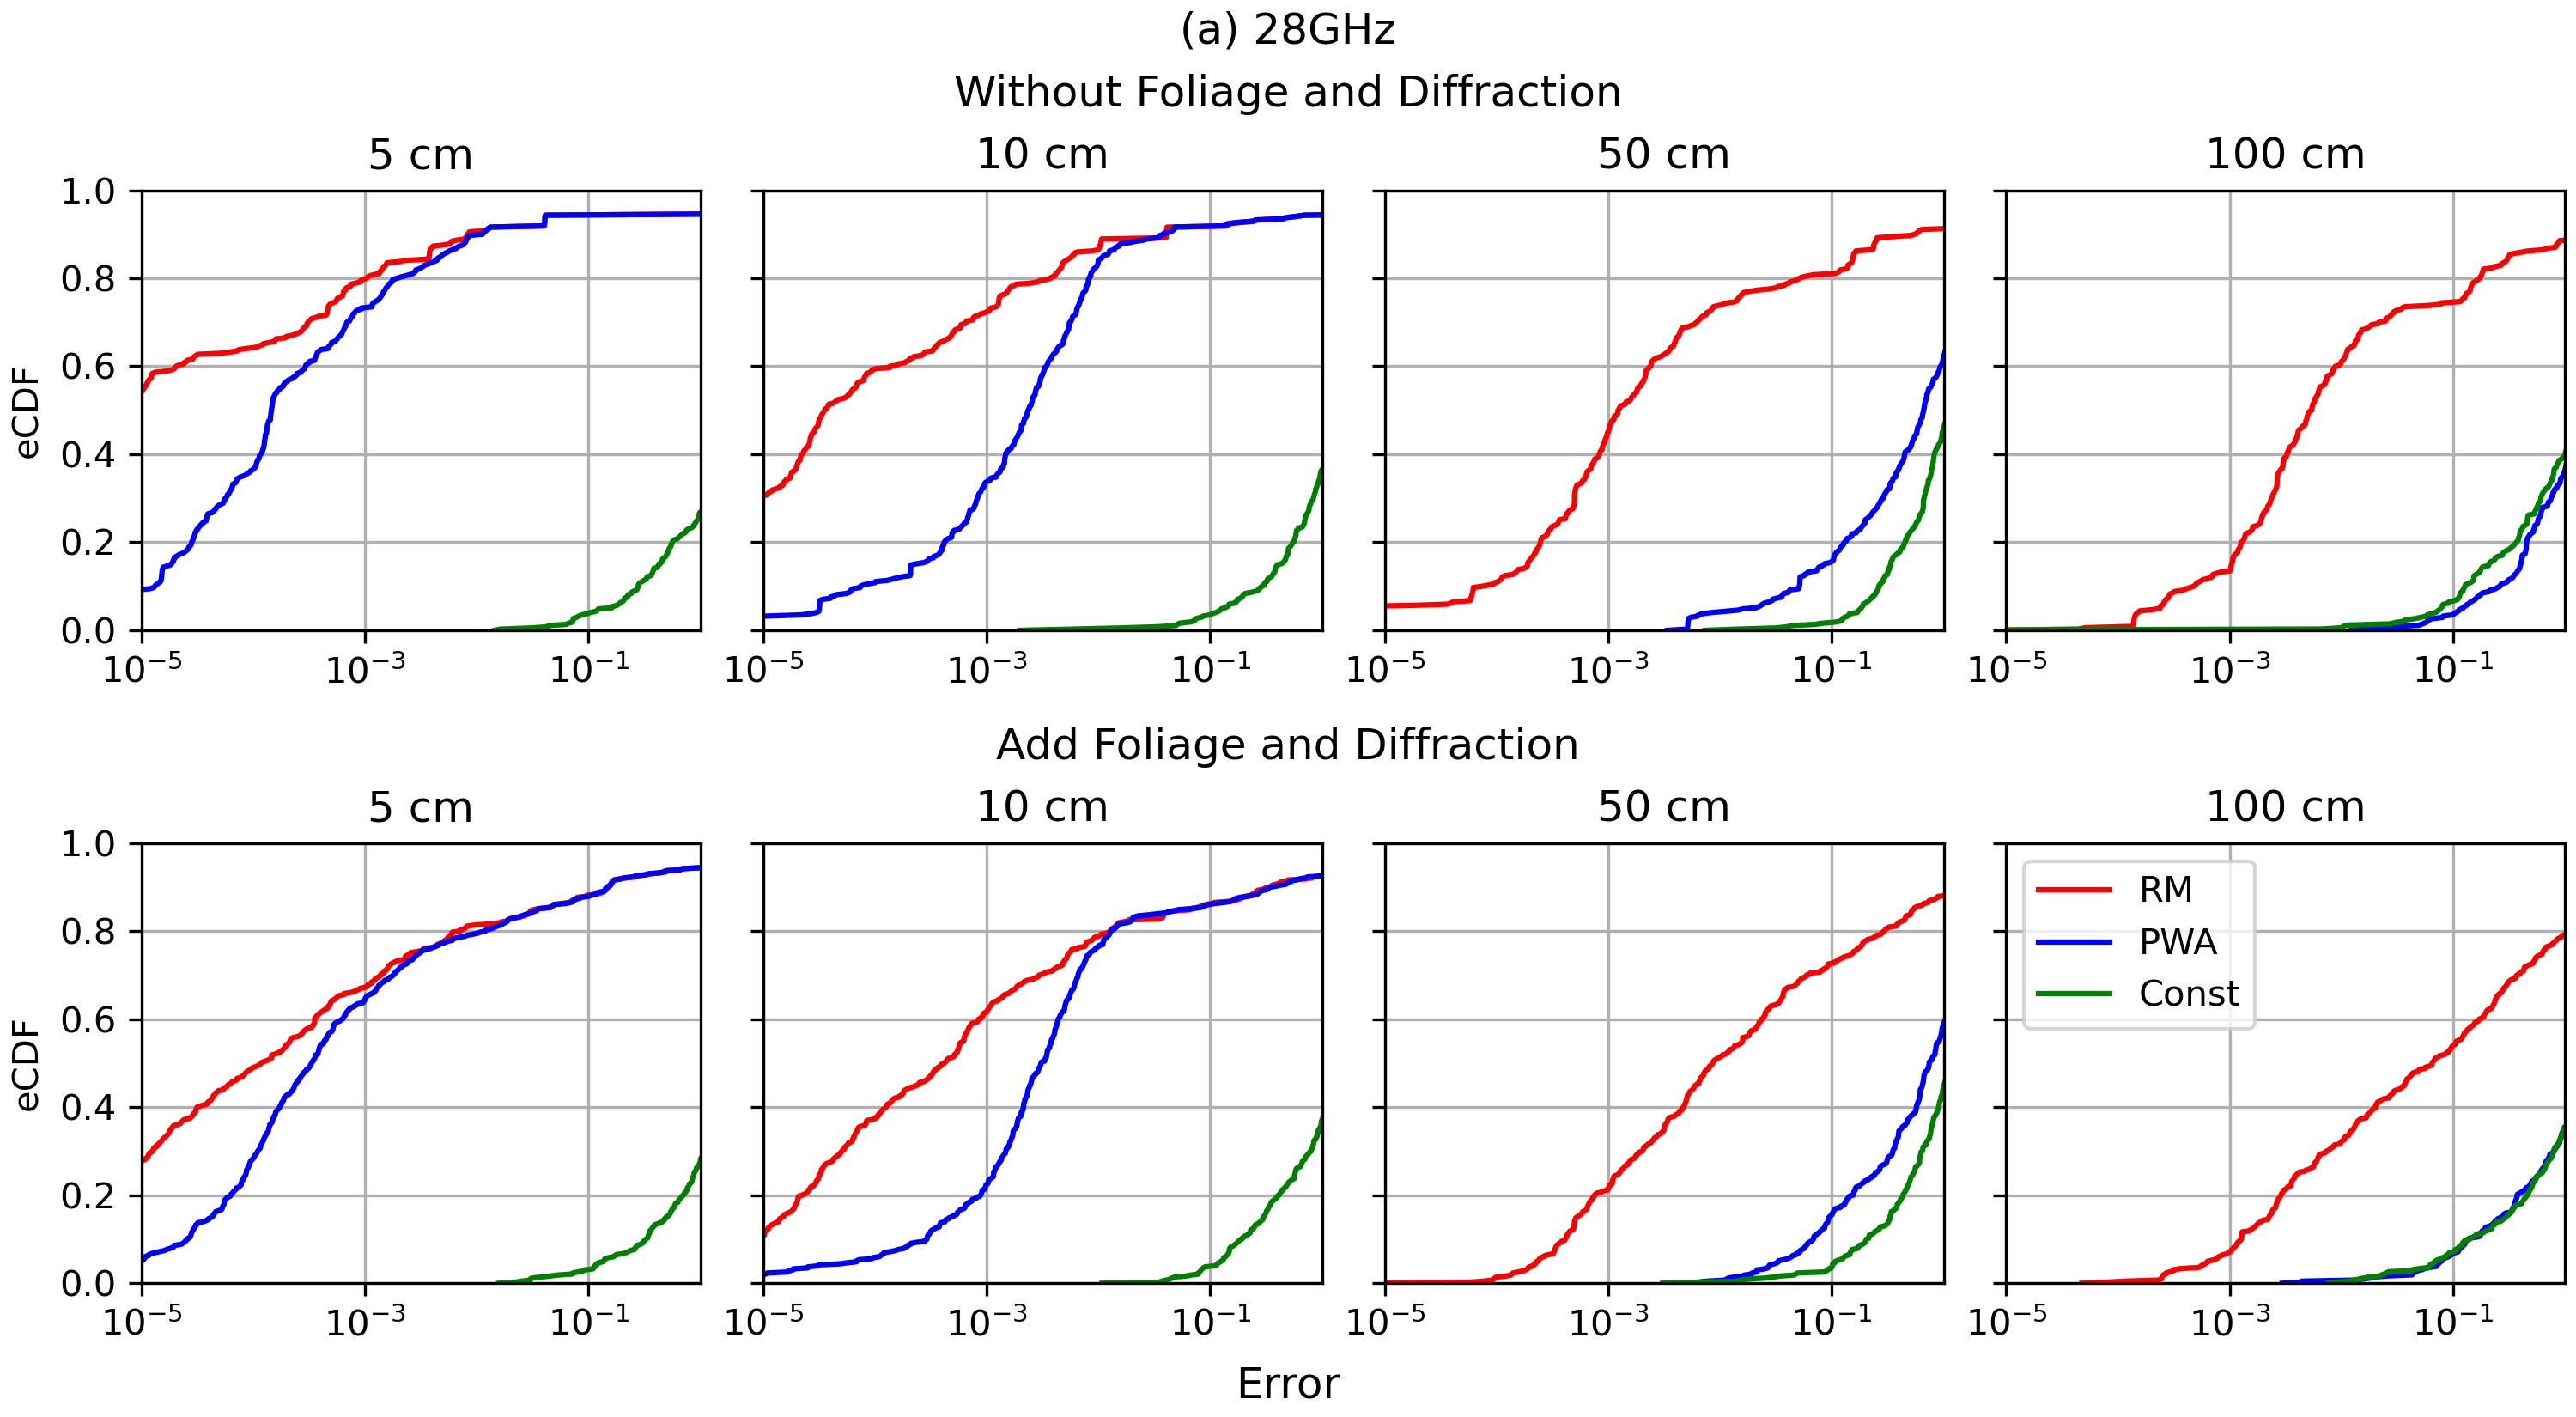 (a) 28GHz
Without Foliage and Diffraction
5 cm
10 cm
50 cm
100 cm
eCDF
1.0
0.8
0.6
0.4
0.2
0.0
10⁻⁵ 10⁻³ 10⁻¹
10⁻⁵ 10⁻³ 10⁻¹
10⁻⁵ 10⁻³ 10⁻¹
10⁻⁵ 10⁻³ 10⁻¹
Add Foliage and Diffraction
5 cm
10 cm
50 cm
100 cm
eCDF
1.0
0.8
0.6
0.4
0.2
0.0
RM
PWA
Const
10⁻⁵ 10⁻³ 10⁻¹
10⁻⁵ 10⁻³ 10⁻¹
10⁻⁵ 10⁻³ 10⁻¹
10⁻⁵ 10⁻³ 10⁻¹
Error